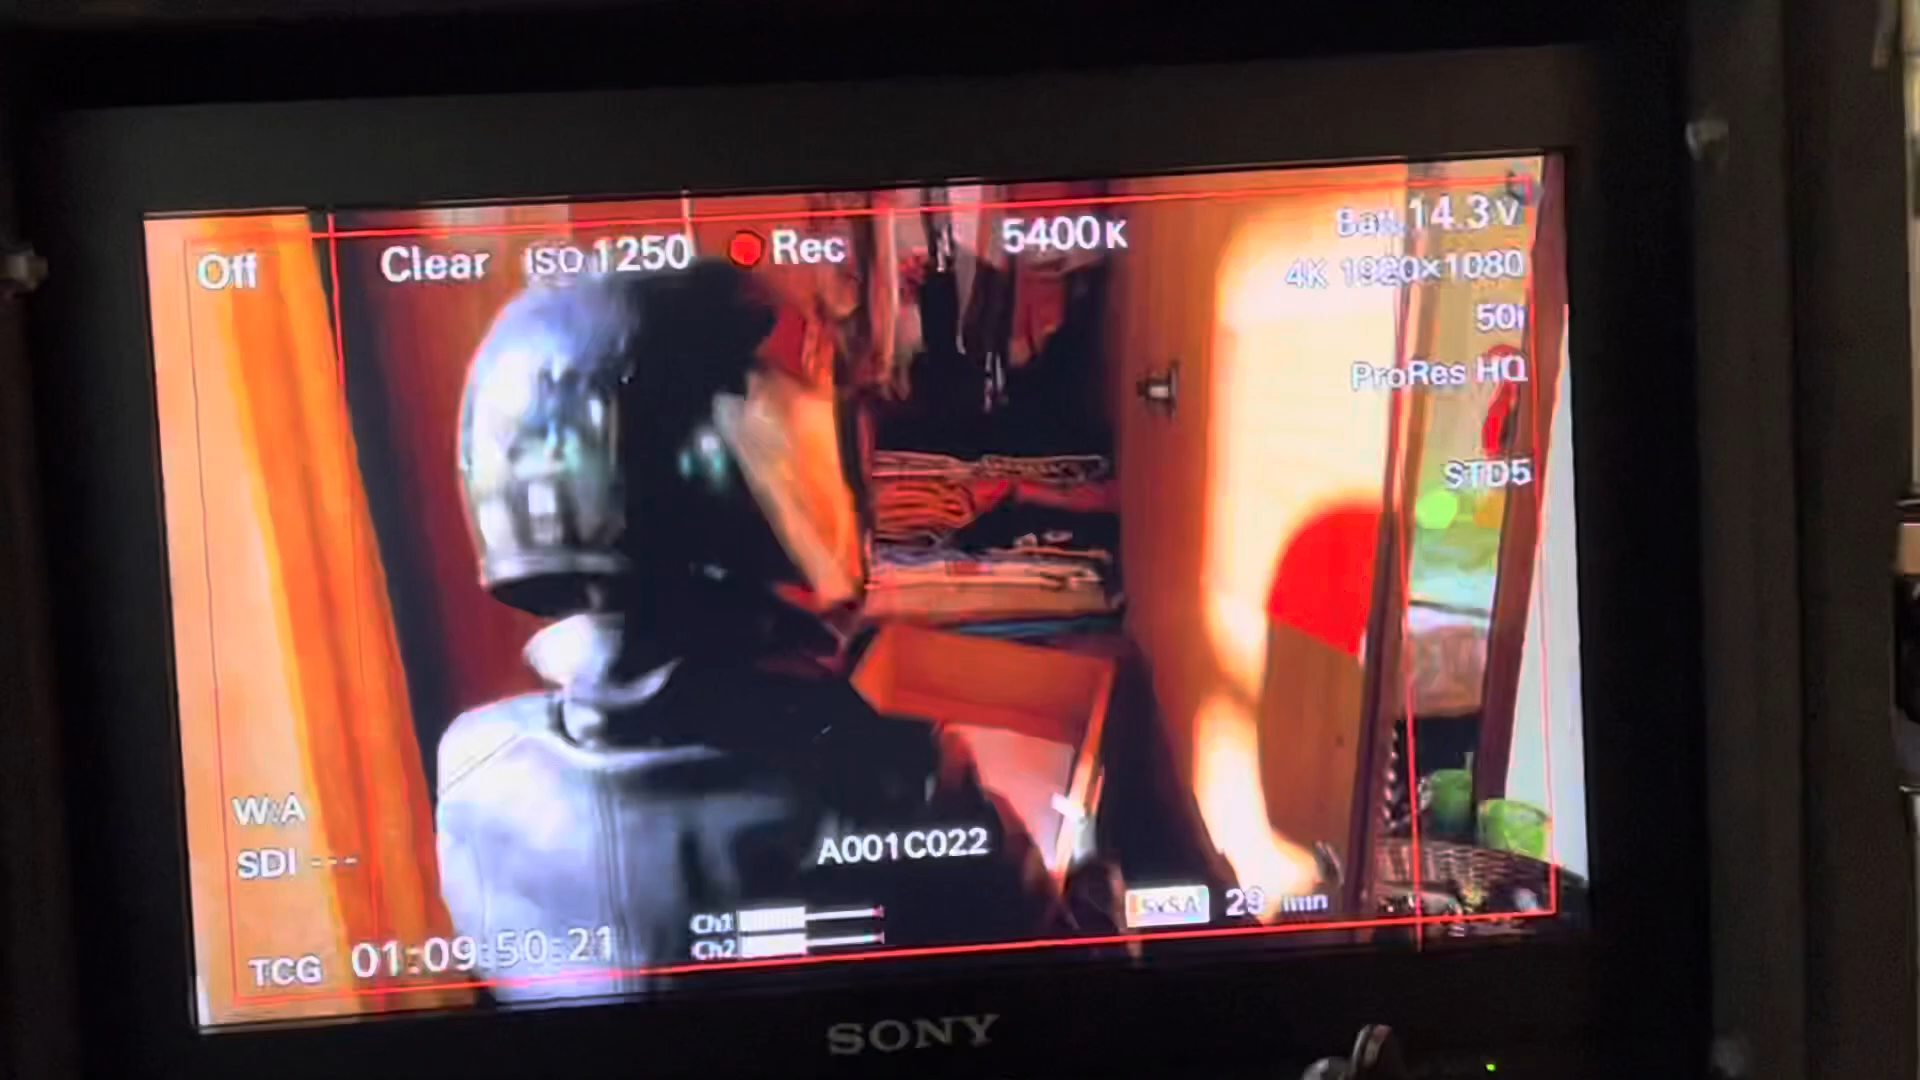 Off Clear ISO 1250 Rec 5400K Batt 14.3V
4K 1920×1080
50i
ProRes HQ
STD5
W:A
A001C022
SDI ---
Ch1
Ch2
SxS A 29 min
TCG 01:09:50:21
SONY